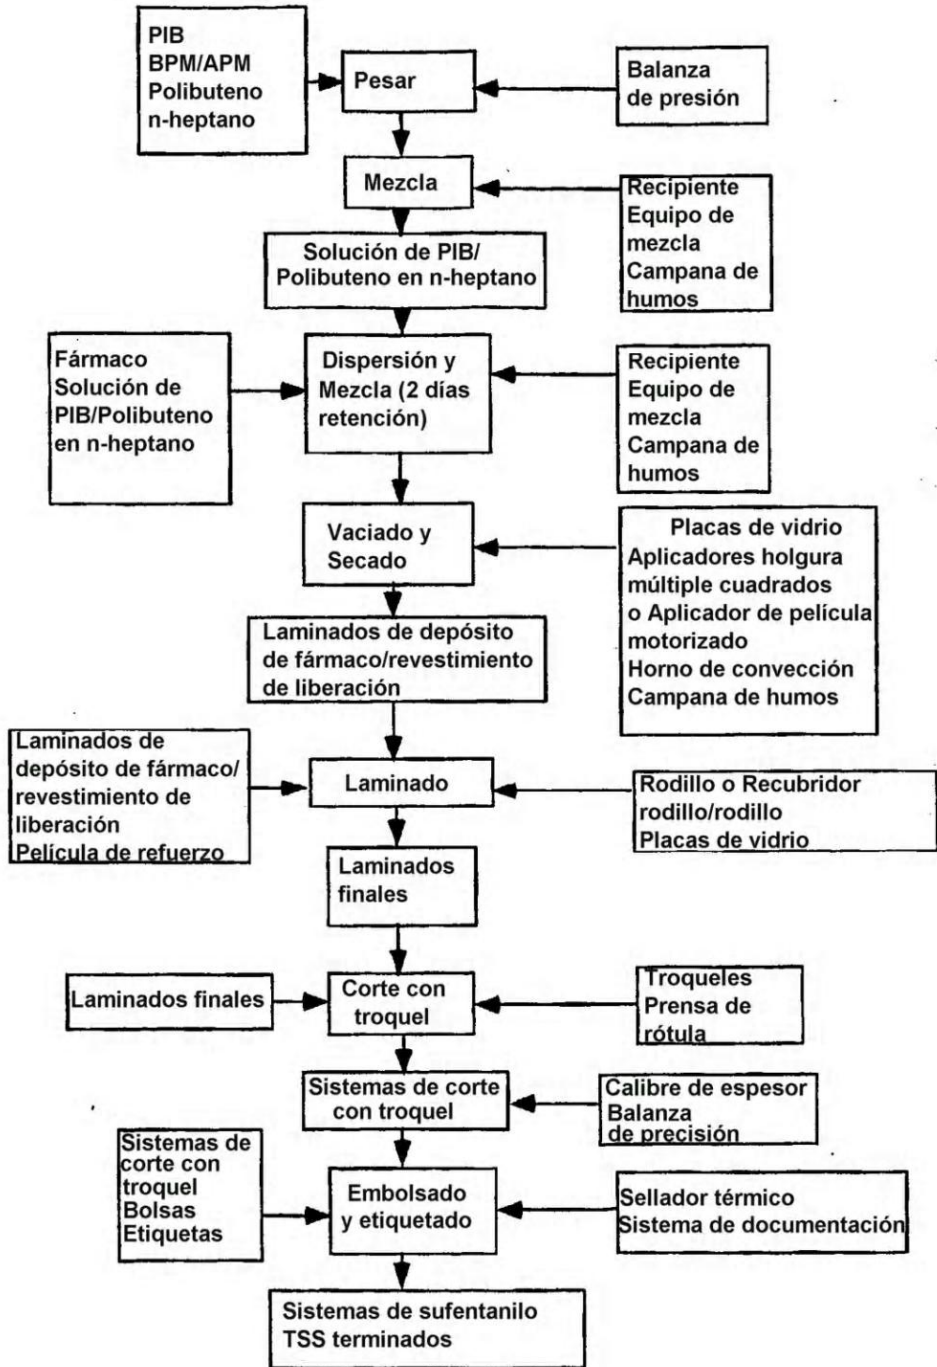 PIB
BPM/APM
Polibuteno
n-heptano
Pesar
Balanza
de presión
Mezcla
Recipiente
Equipo de
mezcla
Campana de
humos
Solución de PIB/
Polibuteno en n-heptano
Fármaco
Solución de
PIB/Polibuteno
en n-heptano
Dispersión y
Mezcla (2 días
retención)
Recipiente
Equipo de
mezcla
Campana de
humos
Vaciado y
Secado
Placas de vidrio
Aplicadores holgura
múltiple cuadrados
o Aplicador de película
motorizado
Horno de convección
Campana de humos
Laminados de depósito
de fármaco/revestimiento
de liberación
Laminados de
depósito de fármaco/
revestimiento de
liberación
Película de refuerzo
Laminado
Rodillo o Recubridor
rodillo/rodillo
Placas de vidrio
Laminados
finales
Laminados finales
Corte con
troquel
Troqueles
Prensa de
rótula
Sistemas de corte
con troquel
Calibre de espesor
Balanza
de precisión
Sistemas de
corte con
troquel
Bolsas
Etiquetas
Embolsado
y etiquetado
Sellador térmico
Sistema de documentación
Sistemas de sufentanilo
TSS terminados